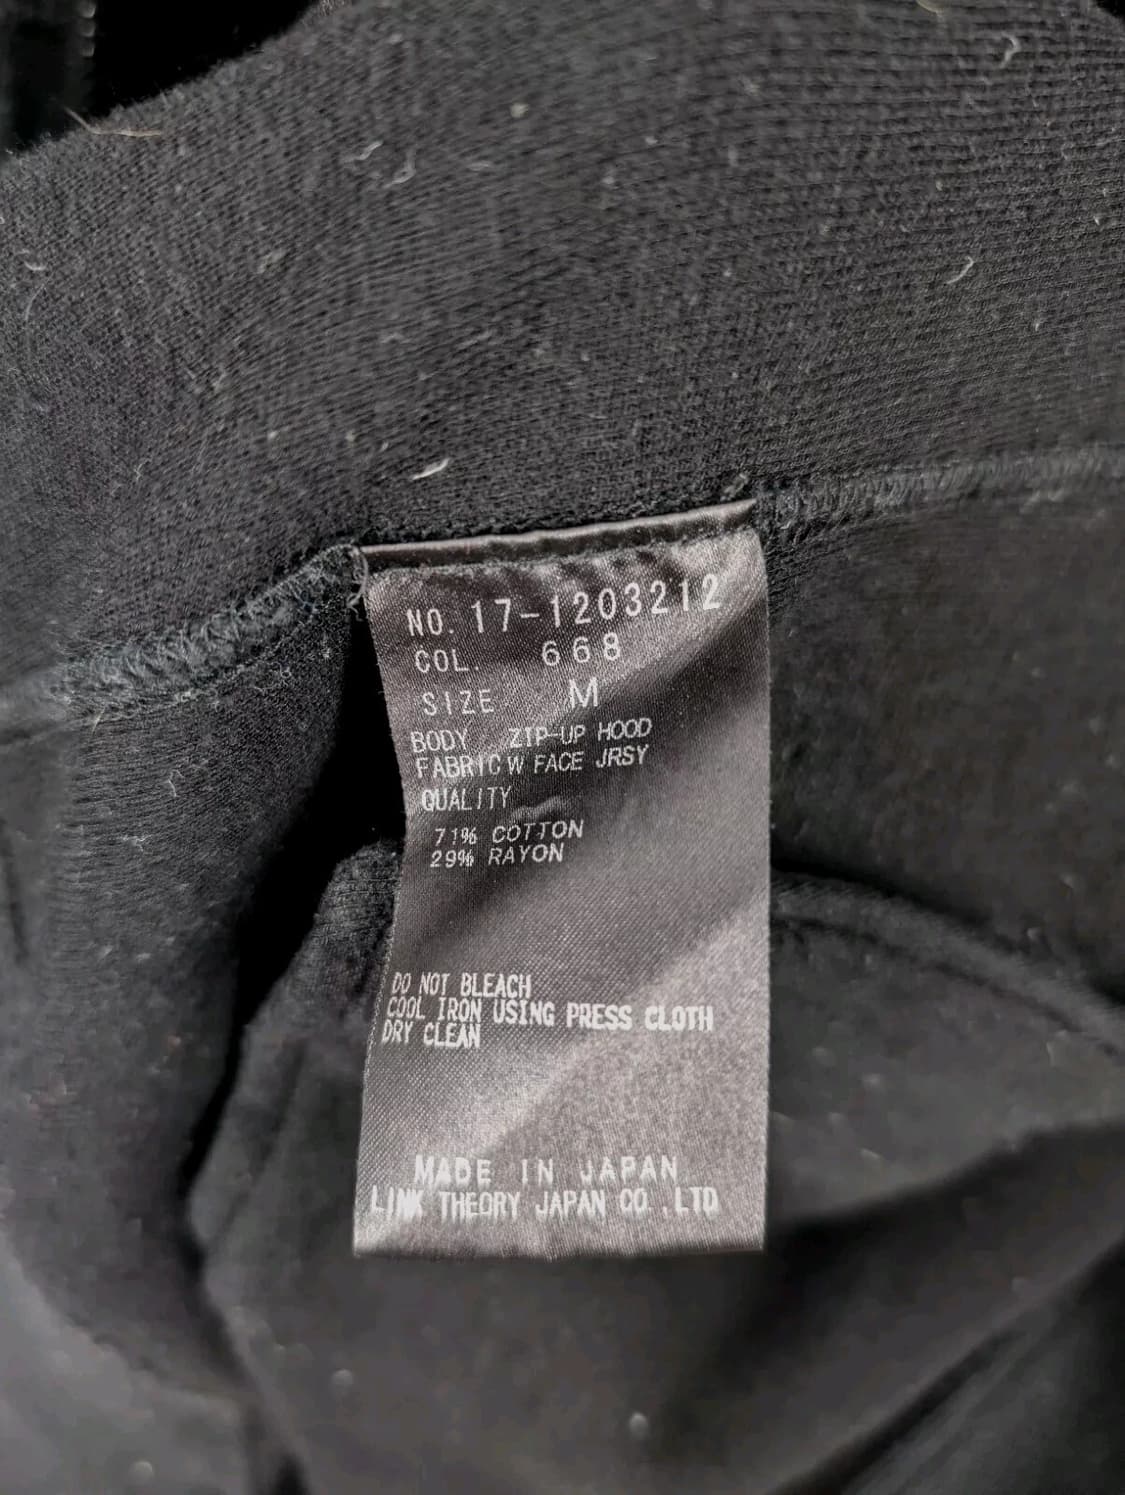 NO. 17-1203212
COL. 668
SIZE M
BODY ZIP-UP HOOD
FABRIC W FACE JRSY
QUALITY
71% COTTON
29% RAYON
DO NOT BLEACH
COOL IRON USING PRESS CLOTH
DRY CLEAN
MADE IN JAPAN
LINK THEORY JAPAN CO.,LTD